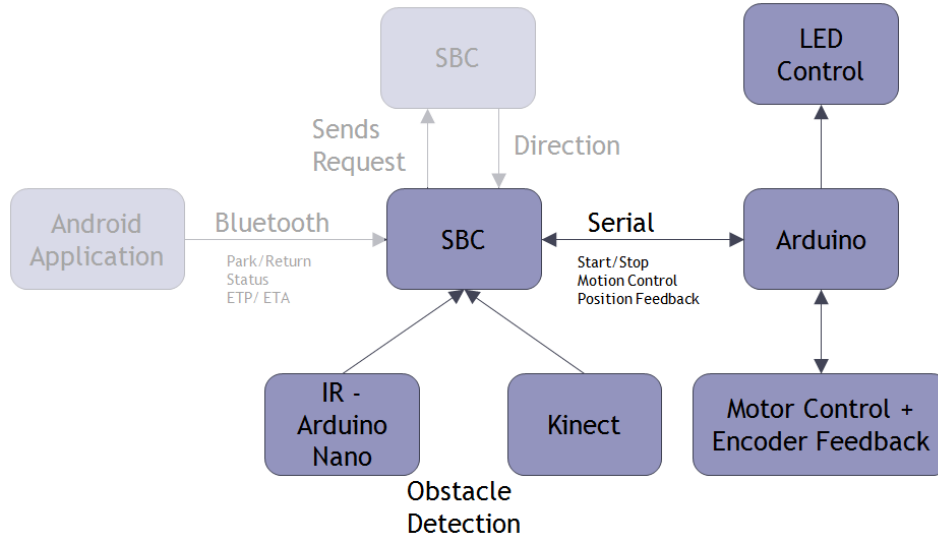 SBC
LED
Control
Sends
Request
Direction
Android
Application
Bluetooth
Park/Return
Status
ETP/ ETA
SBC
Serial
Start/Stop
Motion Control
Position Feedback
Arduino
IR -
Arduino
Nano
Kinect
Motor Control +
Encoder Feedback
Obstacle
Detection